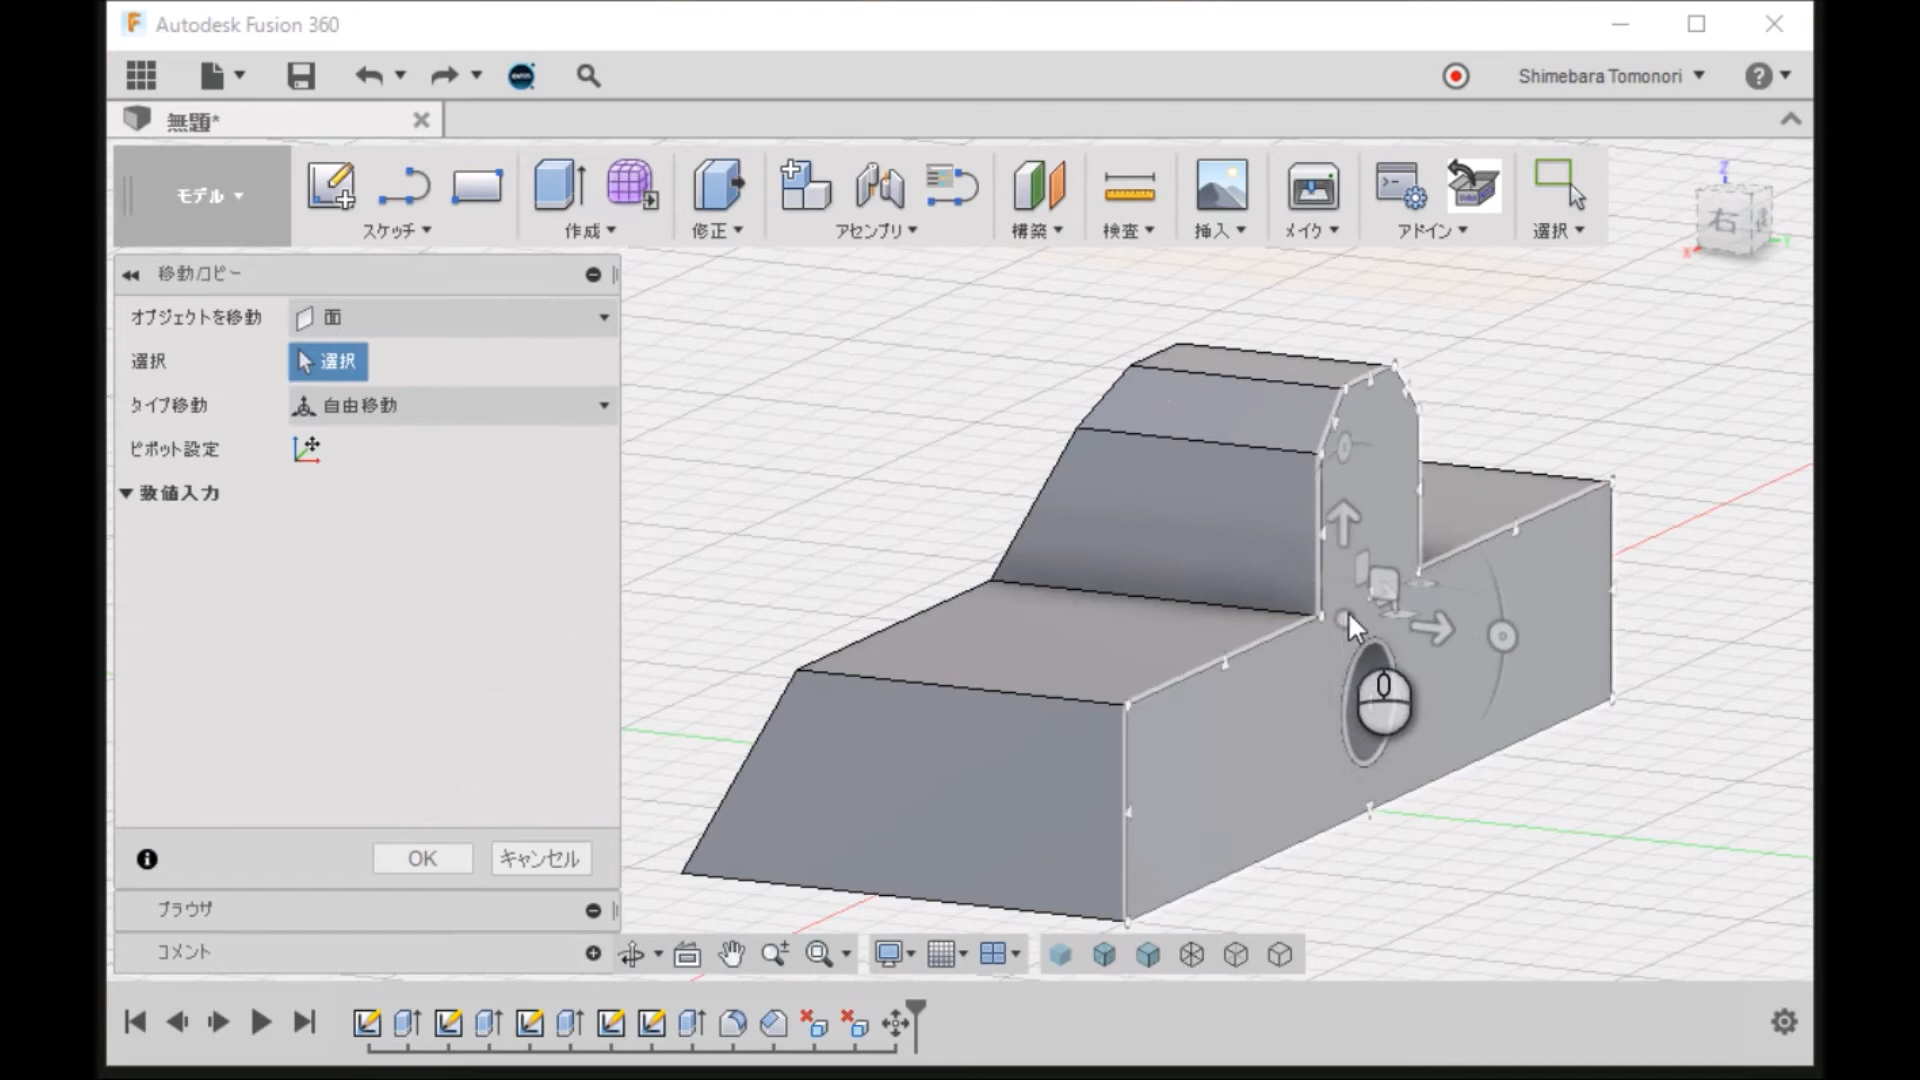 Autodesk Fusion 360
Shimebara Tomonori
無題*
モデル
スケッチ
作成
修正
アセンブリ
構築
検査
挿入
メイク
アドイン
選択
Z
右
X
Y
移動/コピー
オブジェクトを移動
面
選択
選択
タイプ移動
自由移動
ピボット設定
数値入力
OK
キャンセル
ブラウザ
コメント